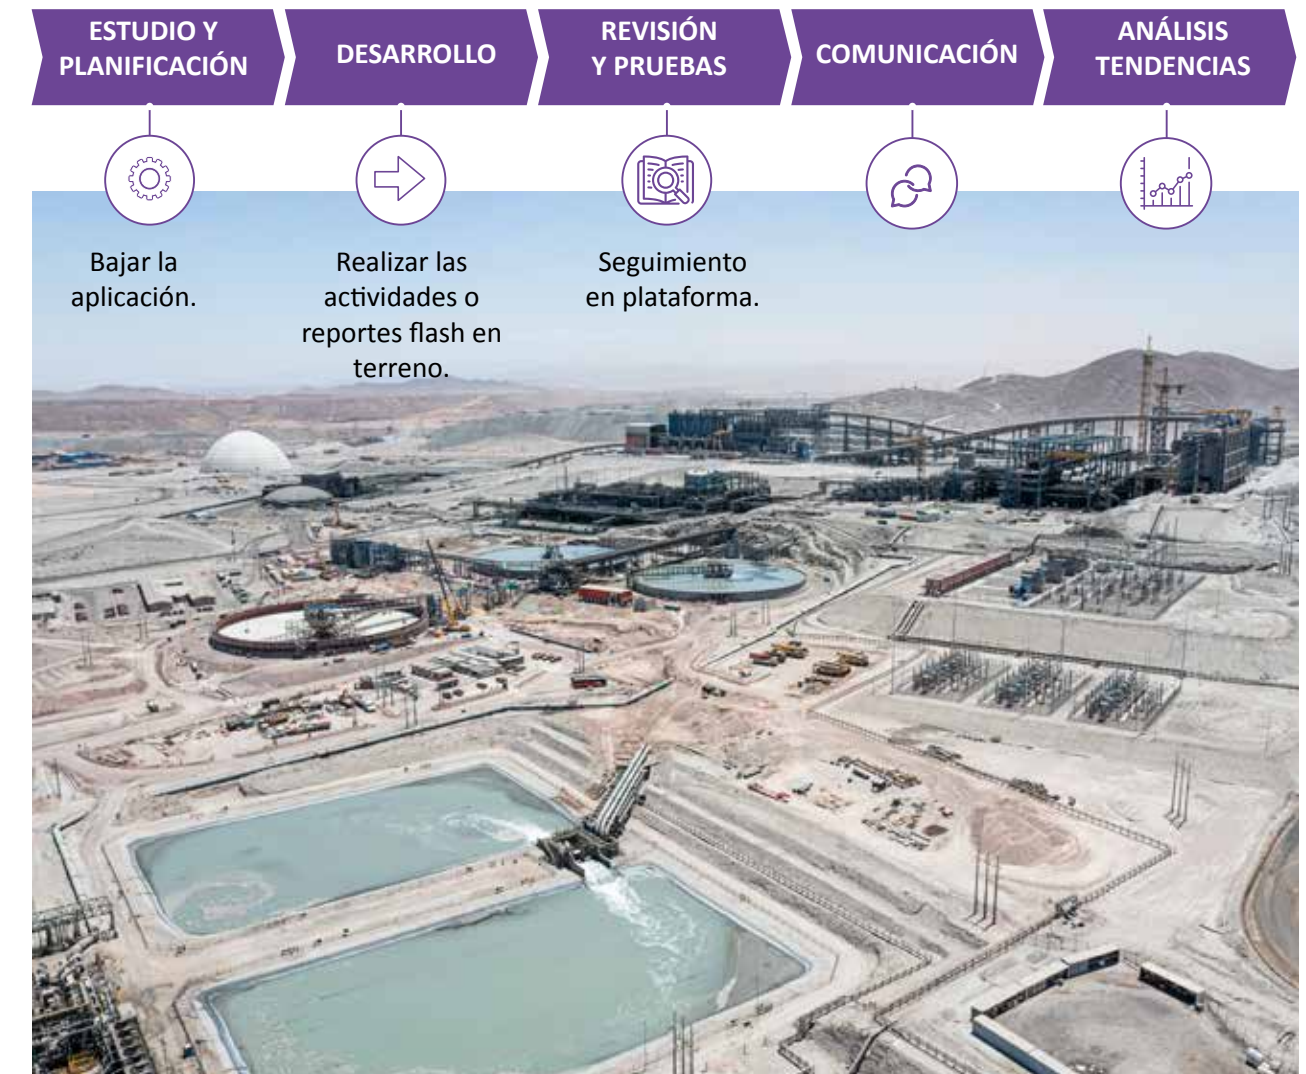 ESTUDIO Y
PLANIFICACIÓN
DESARROLLO
REVISIÓN
Y PRUEBAS
COMUNICACIÓN
ANÁLISIS
TENDENCIAS
Bajar la
aplicación.
Realizar las
actividades o
reportes flash en
terreno.
Seguimiento
en plataforma.